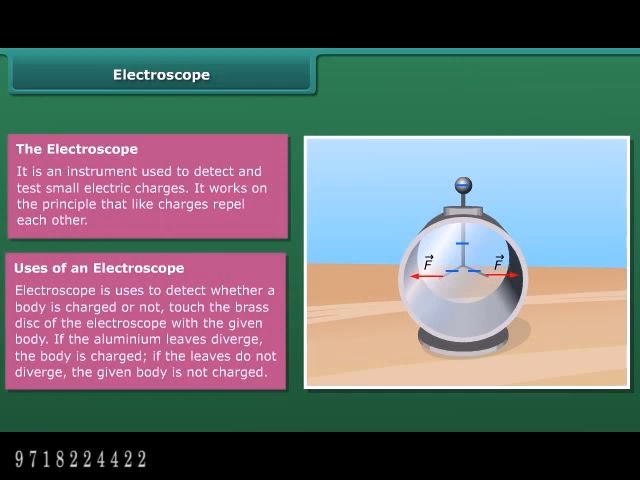 Electroscope
The Electroscope
It is an instrument used to detect and
test small electric charges. It works on
the principle that like charges repel
each other.
Uses of an Electroscope
Electroscope is uses to detect whether a
body is charged or not, touch the brass
disc of the electroscope with the given
body. If the aluminium leaves diverge,
the body is charged; if the leaves do not
diverge, the given body is not charged.
F F
9718224422